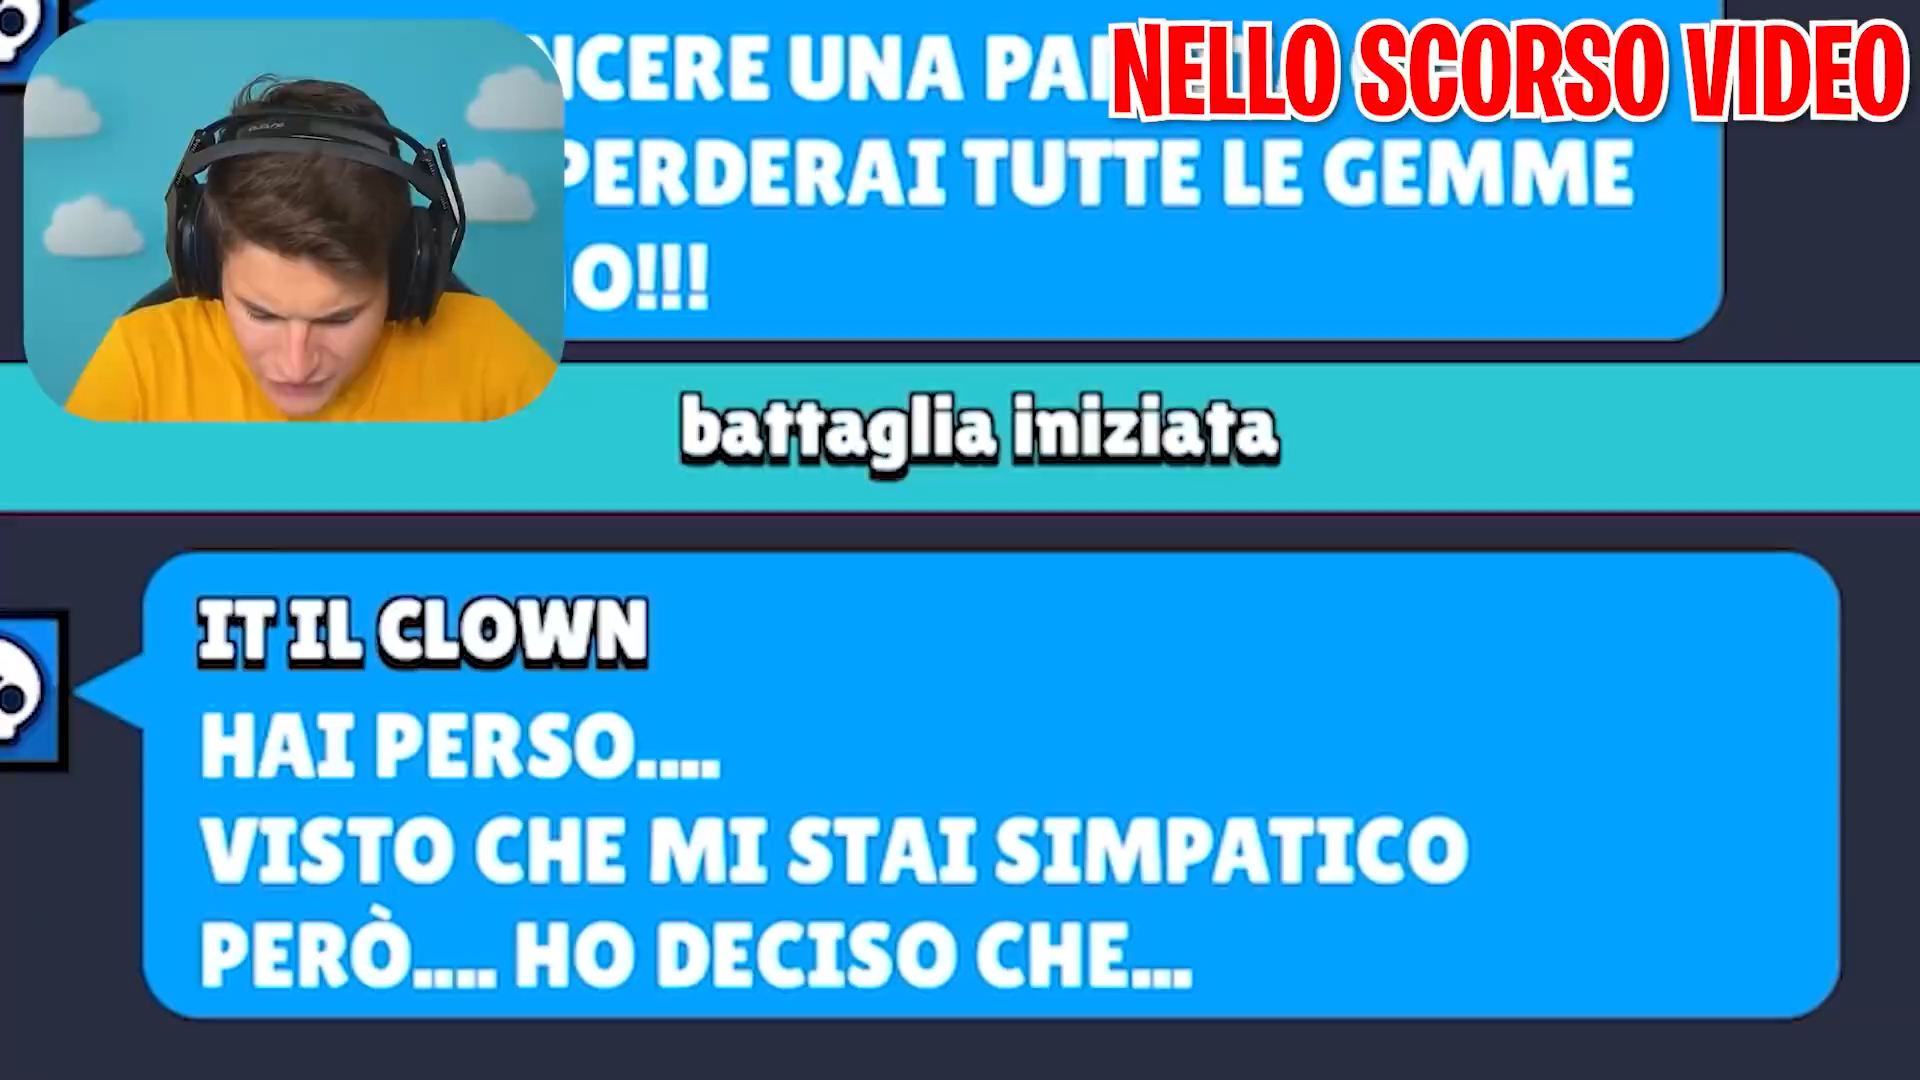 NELLO SCORSO VIDEO
UNA
PERDERAI TUTTE LE GEMME
battaglia iniziata
IT IL CLOWN
HAI PERSO....
VISTO CHE MI STAI SIMPATICO
PERÒ.... HO DECISO CHE...